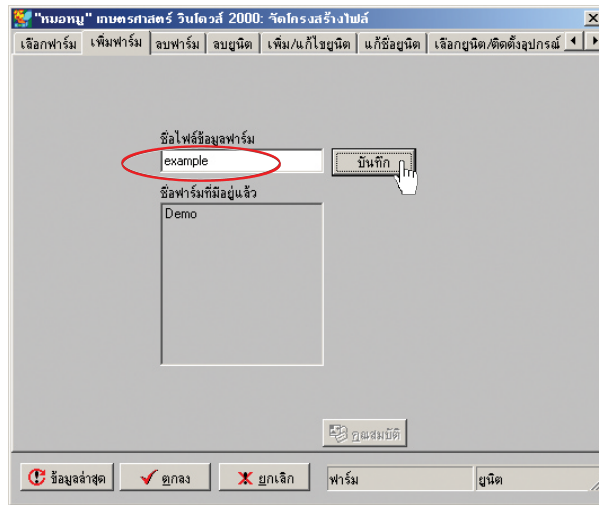 "หมอหมู" เกษตรศาสตร์ วินโดวส์ 2000: จัดโครงสร้างไฟล์
เลือกฟาร์ม เพิ่มฟาร์ม ลบฟาร์ม ลบยูนิต เพิ่ม/แก้ไขยูนิต แก้ชื่อยูนิต เลือกยูนิต/ติดตั้งอุปกรณ์
ชื่อไฟล์ข้อมูลฟาร์ม
example บันทึก
ชื่อฟาร์มที่มีอยู่แล้ว
Demo
คุณสมบัติ
ข้อมูลล่าสุด ตกลง ยกเลิก ฟาร์ม ยูนิต